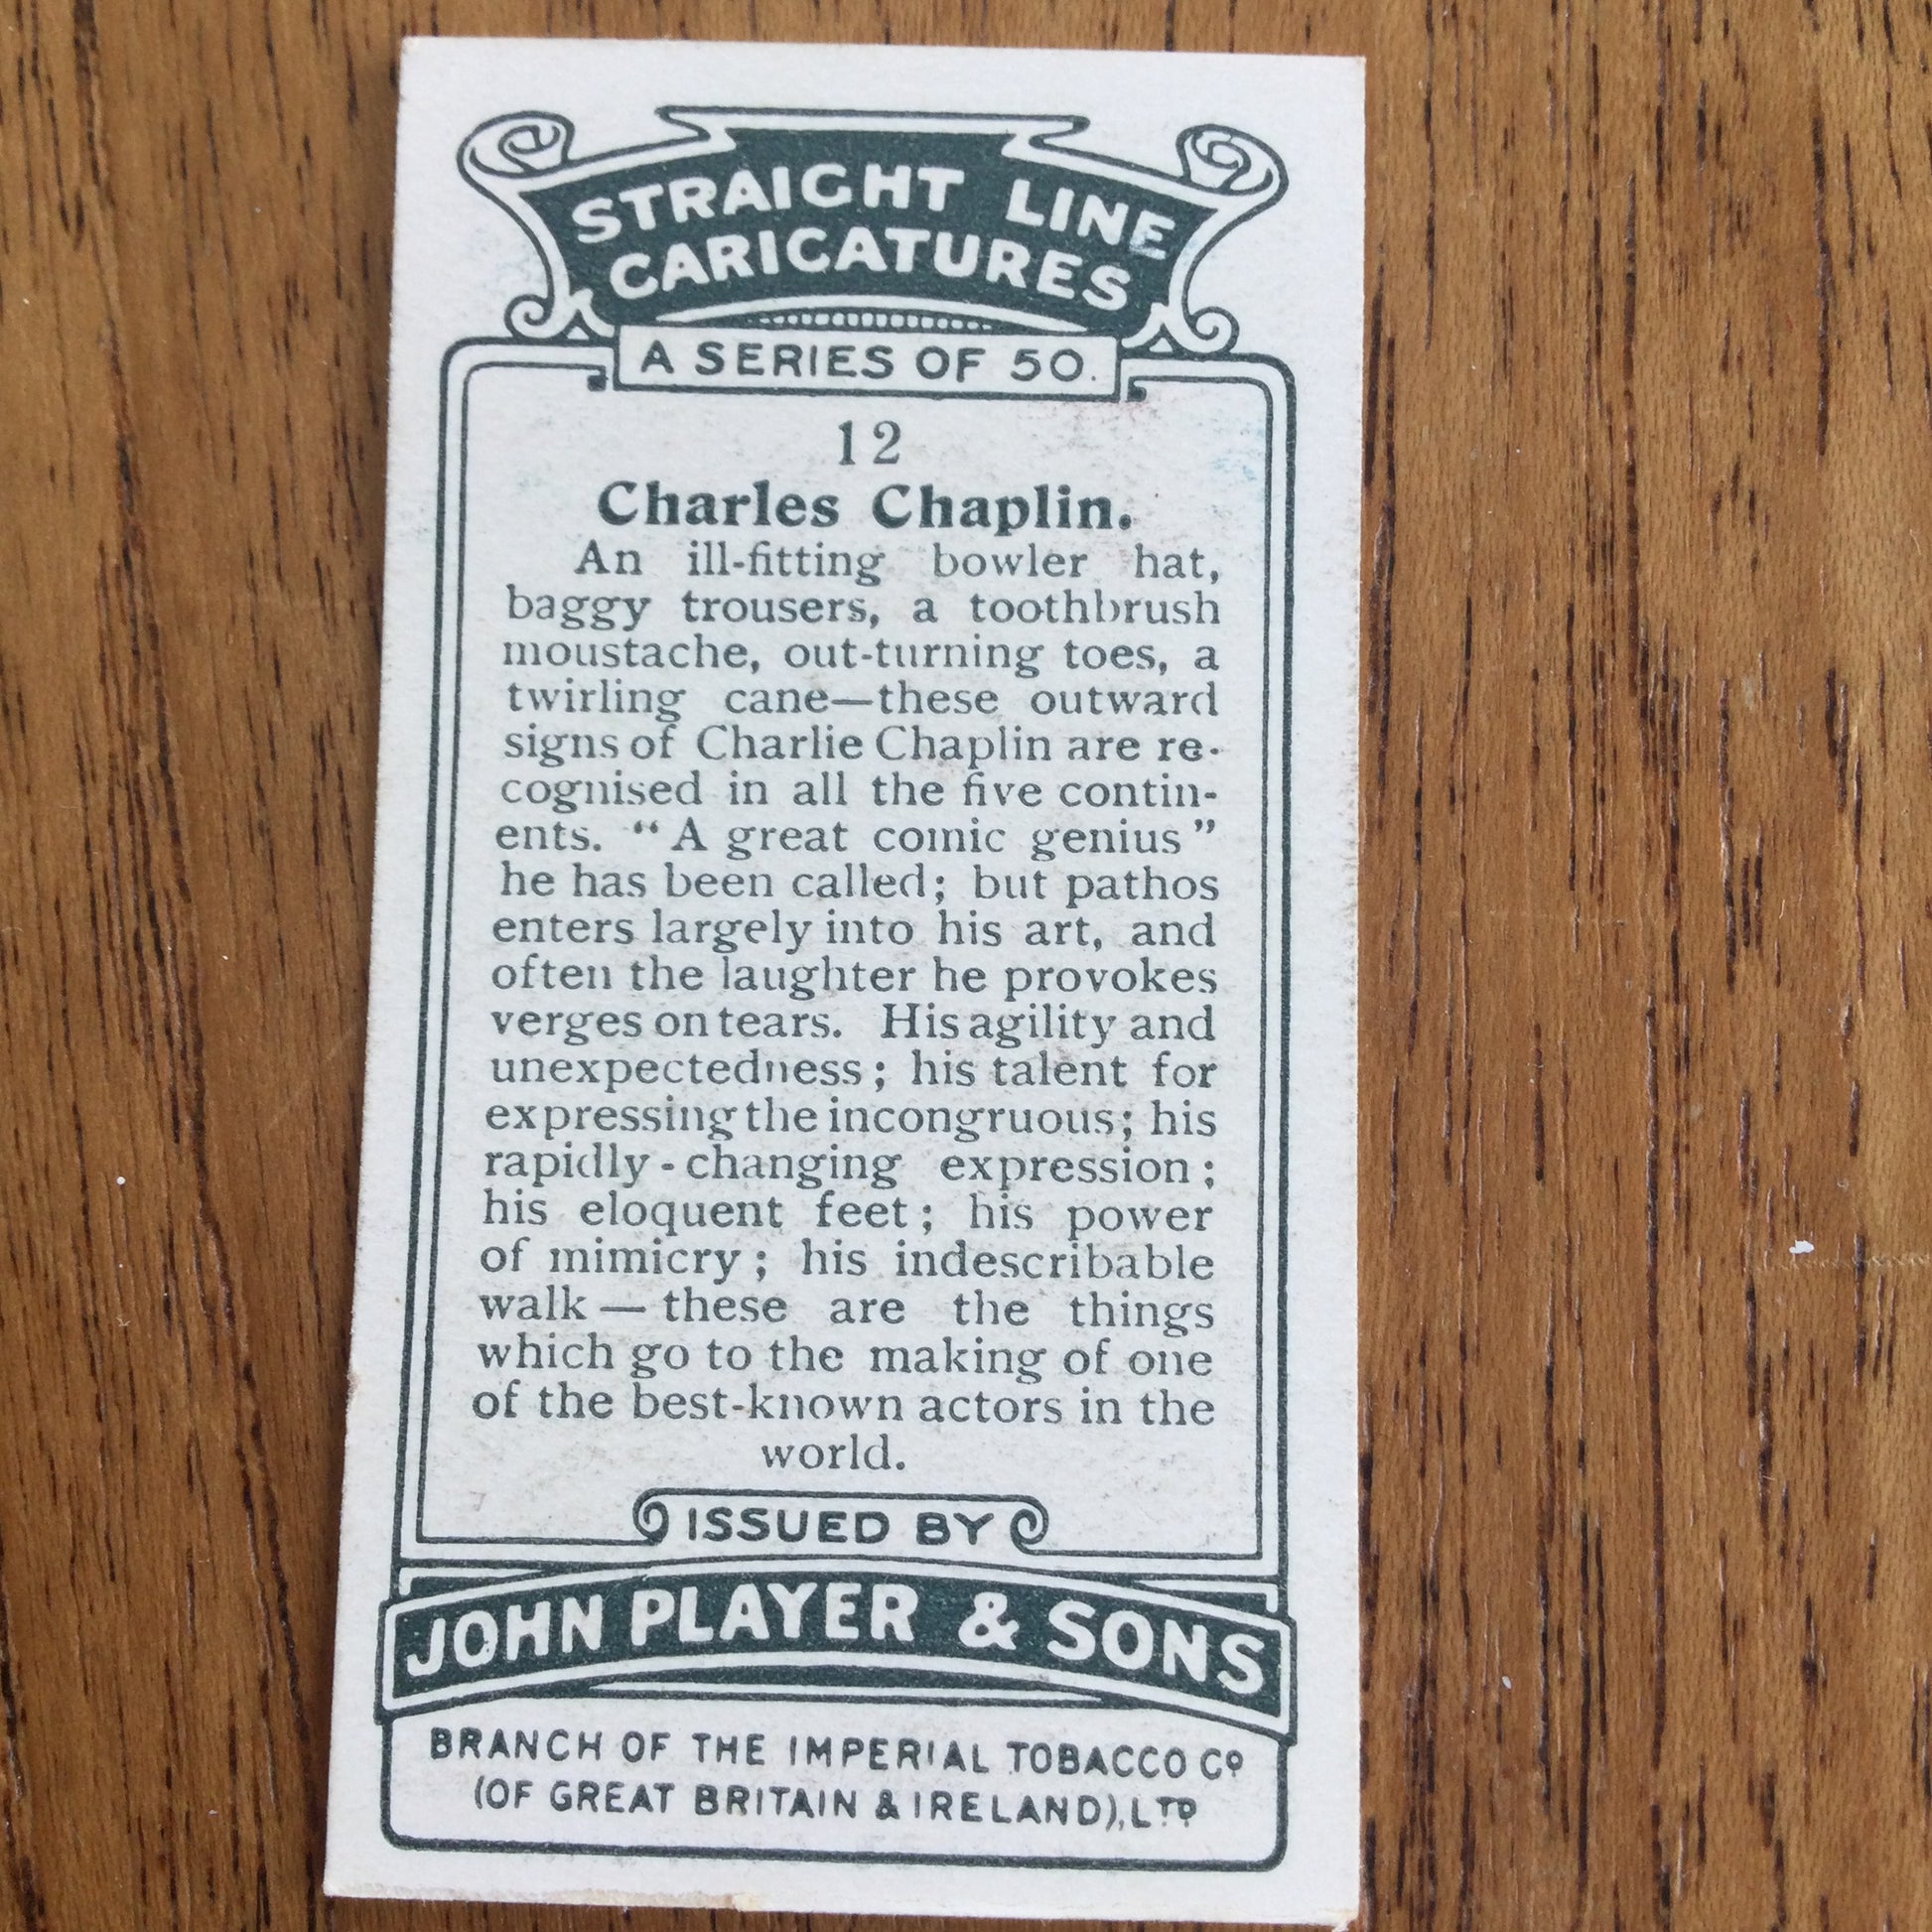 STRAIGHT LINE
CARICATURES
A SERIES OF 50.
12
Charles Chaplin.
An ill-fitting bowler hat,
baggy trousers, a toothbrush
moustache, out-turning toes, a
twirling cane—these outward
signs of Charlie Chaplin are re-
cognised in all the five contin-
ents. "A great comic genius"
he has been called; but pathos
enters largely into his art, and
often the laughter he provokes
verges on tears. His agility and
unexpectedness; his talent for
expressing the incongruous; his
rapidly-changing expression;
his eloquent feet; his power
of mimicry; his indescribable
walk — these are the things
which go to the making of one
of the best-known actors in the
world.
ISSUED BY
JOHN PLAYER & SONS
BRANCH OF THE IMPERIAL TOBACCO Cº
(OF GREAT BRITAIN & IRELAND), LTD